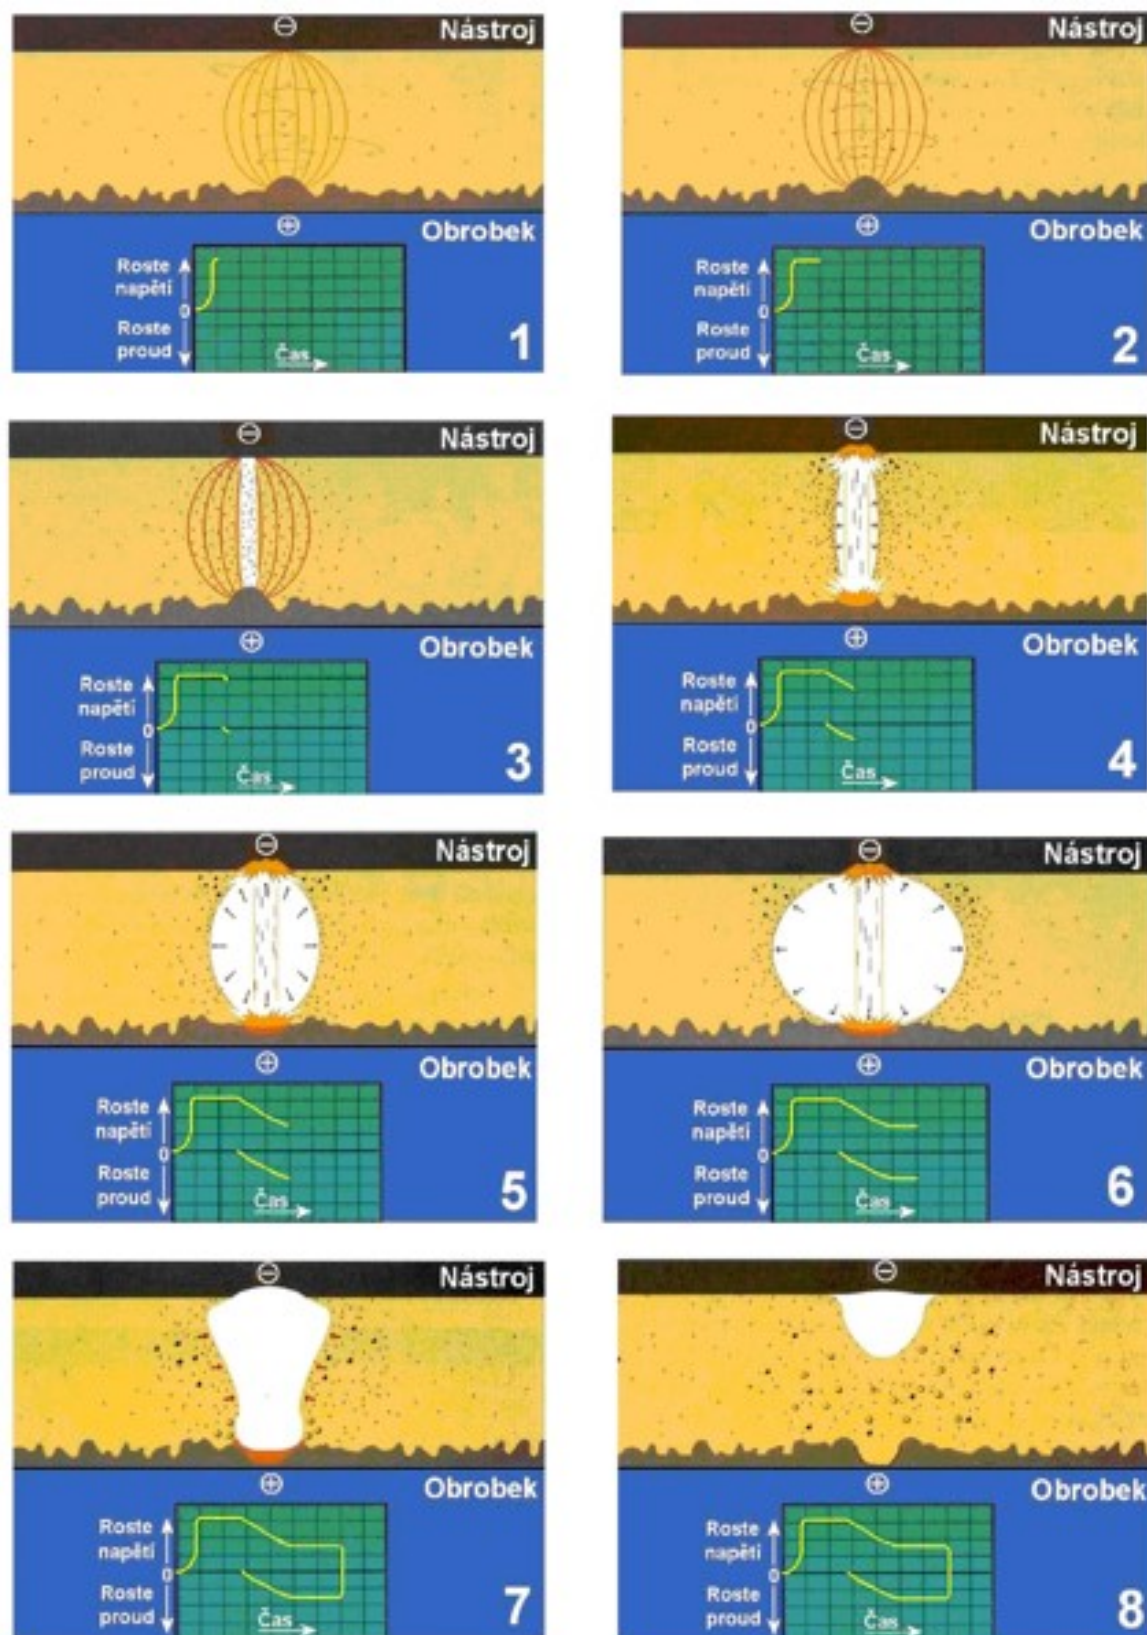 ⊖ Nástroj
⊕ Obrobek
Roste
napětí
0
Roste
proud
Čas
1
⊖ Nástroj
⊕ Obrobek
Roste
napětí
0
Roste
proud
Čas
2
⊖ Nástroj
⊕ Obrobek
Roste
napětí
0
Roste
proud
Čas
3
⊖ Nástroj
⊕ Obrobek
Roste
napětí
0
Roste
proud
Čas
4
⊖ Nástroj
⊕ Obrobek
Roste
napětí
0
Roste
proud
Čas
5
⊖ Nástroj
⊕ Obrobek
Roste
napětí
0
Roste
proud
Čas
6
⊖ Nástroj
⊕ Obrobek
Roste
napětí
0
Roste
proud
Čas
7
⊖ Nástroj
⊕ Obrobek
Roste
napětí
0
Roste
proud
Čas
8